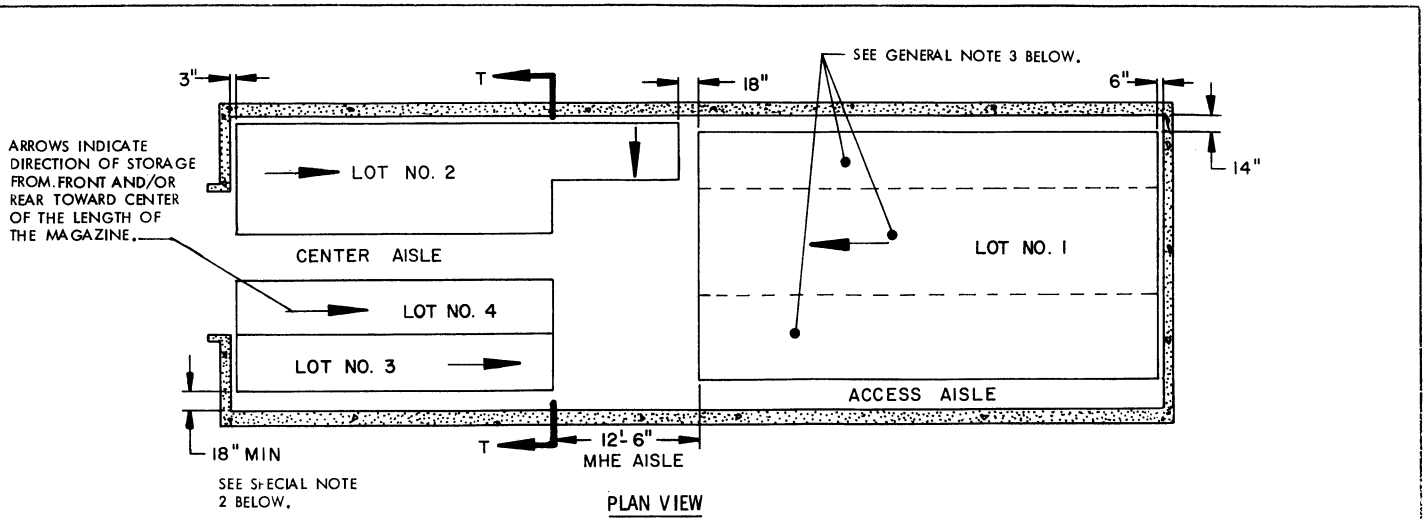 SEE GENERAL NOTE 3 BELOW.
3"
T
18"
6"
ARROWS INDICATE
DIRECTION OF STORAGE
FROM.FRONT AND/OR
REAR TOWARD CENTER
OF THE LENGTH OF
THE MAGAZINE.
LOT NO. 2
14"
CENTER AISLE
LOT NO. 1
LOT NO. 4
LOT NO. 3
ACCESS AISLE
18" MIN
T
12'-6"
MHE AISLE
SEE SPECIAL NOTE
2 BELOW.
PLAN VIEW